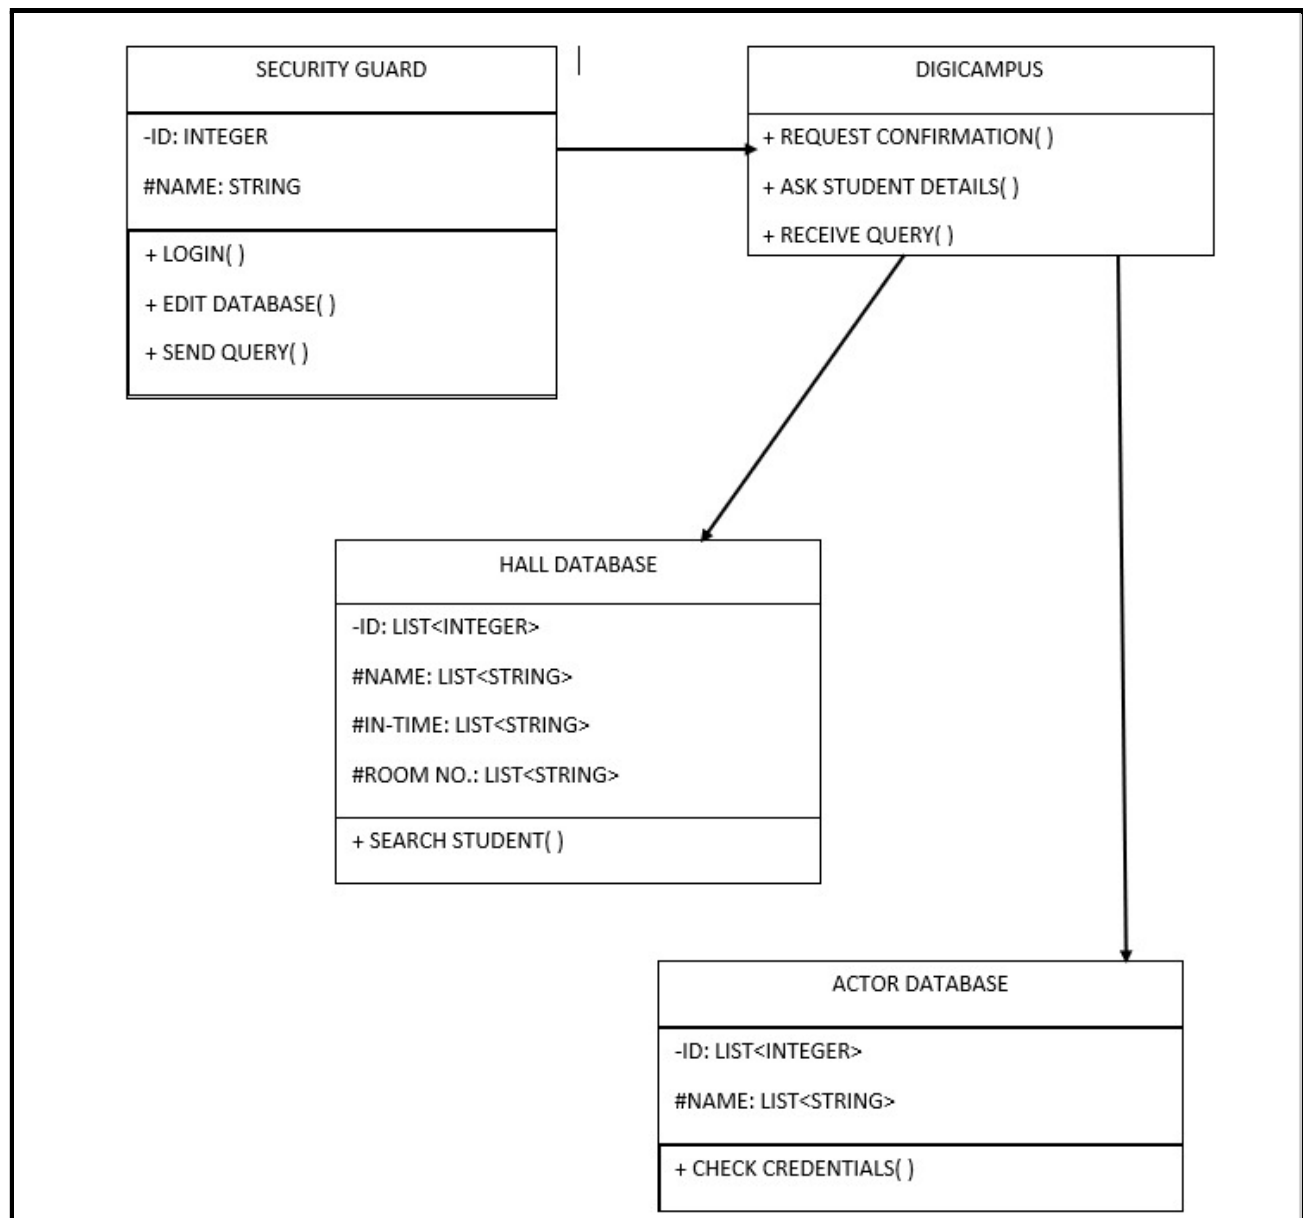 SECURITY GUARD
-ID: INTEGER
#NAME: STRING
+ LOGIN( )
+ EDIT DATABASE( )
+ SEND QUERY( )
DIGICAMPUS
+ REQUEST CONFIRMATION( )
+ ASK STUDENT DETAILS( )
+ RECEIVE QUERY( )
HALL DATABASE
-ID: LIST<INTEGER>
#NAME: LIST<STRING>
#IN-TIME: LIST<STRING>
#ROOM NO.: LIST<STRING>
+ SEARCH STUDENT( )
ACTOR DATABASE
-ID: LIST<INTEGER>
#NAME: LIST<STRING>
+ CHECK CREDENTIALS( )